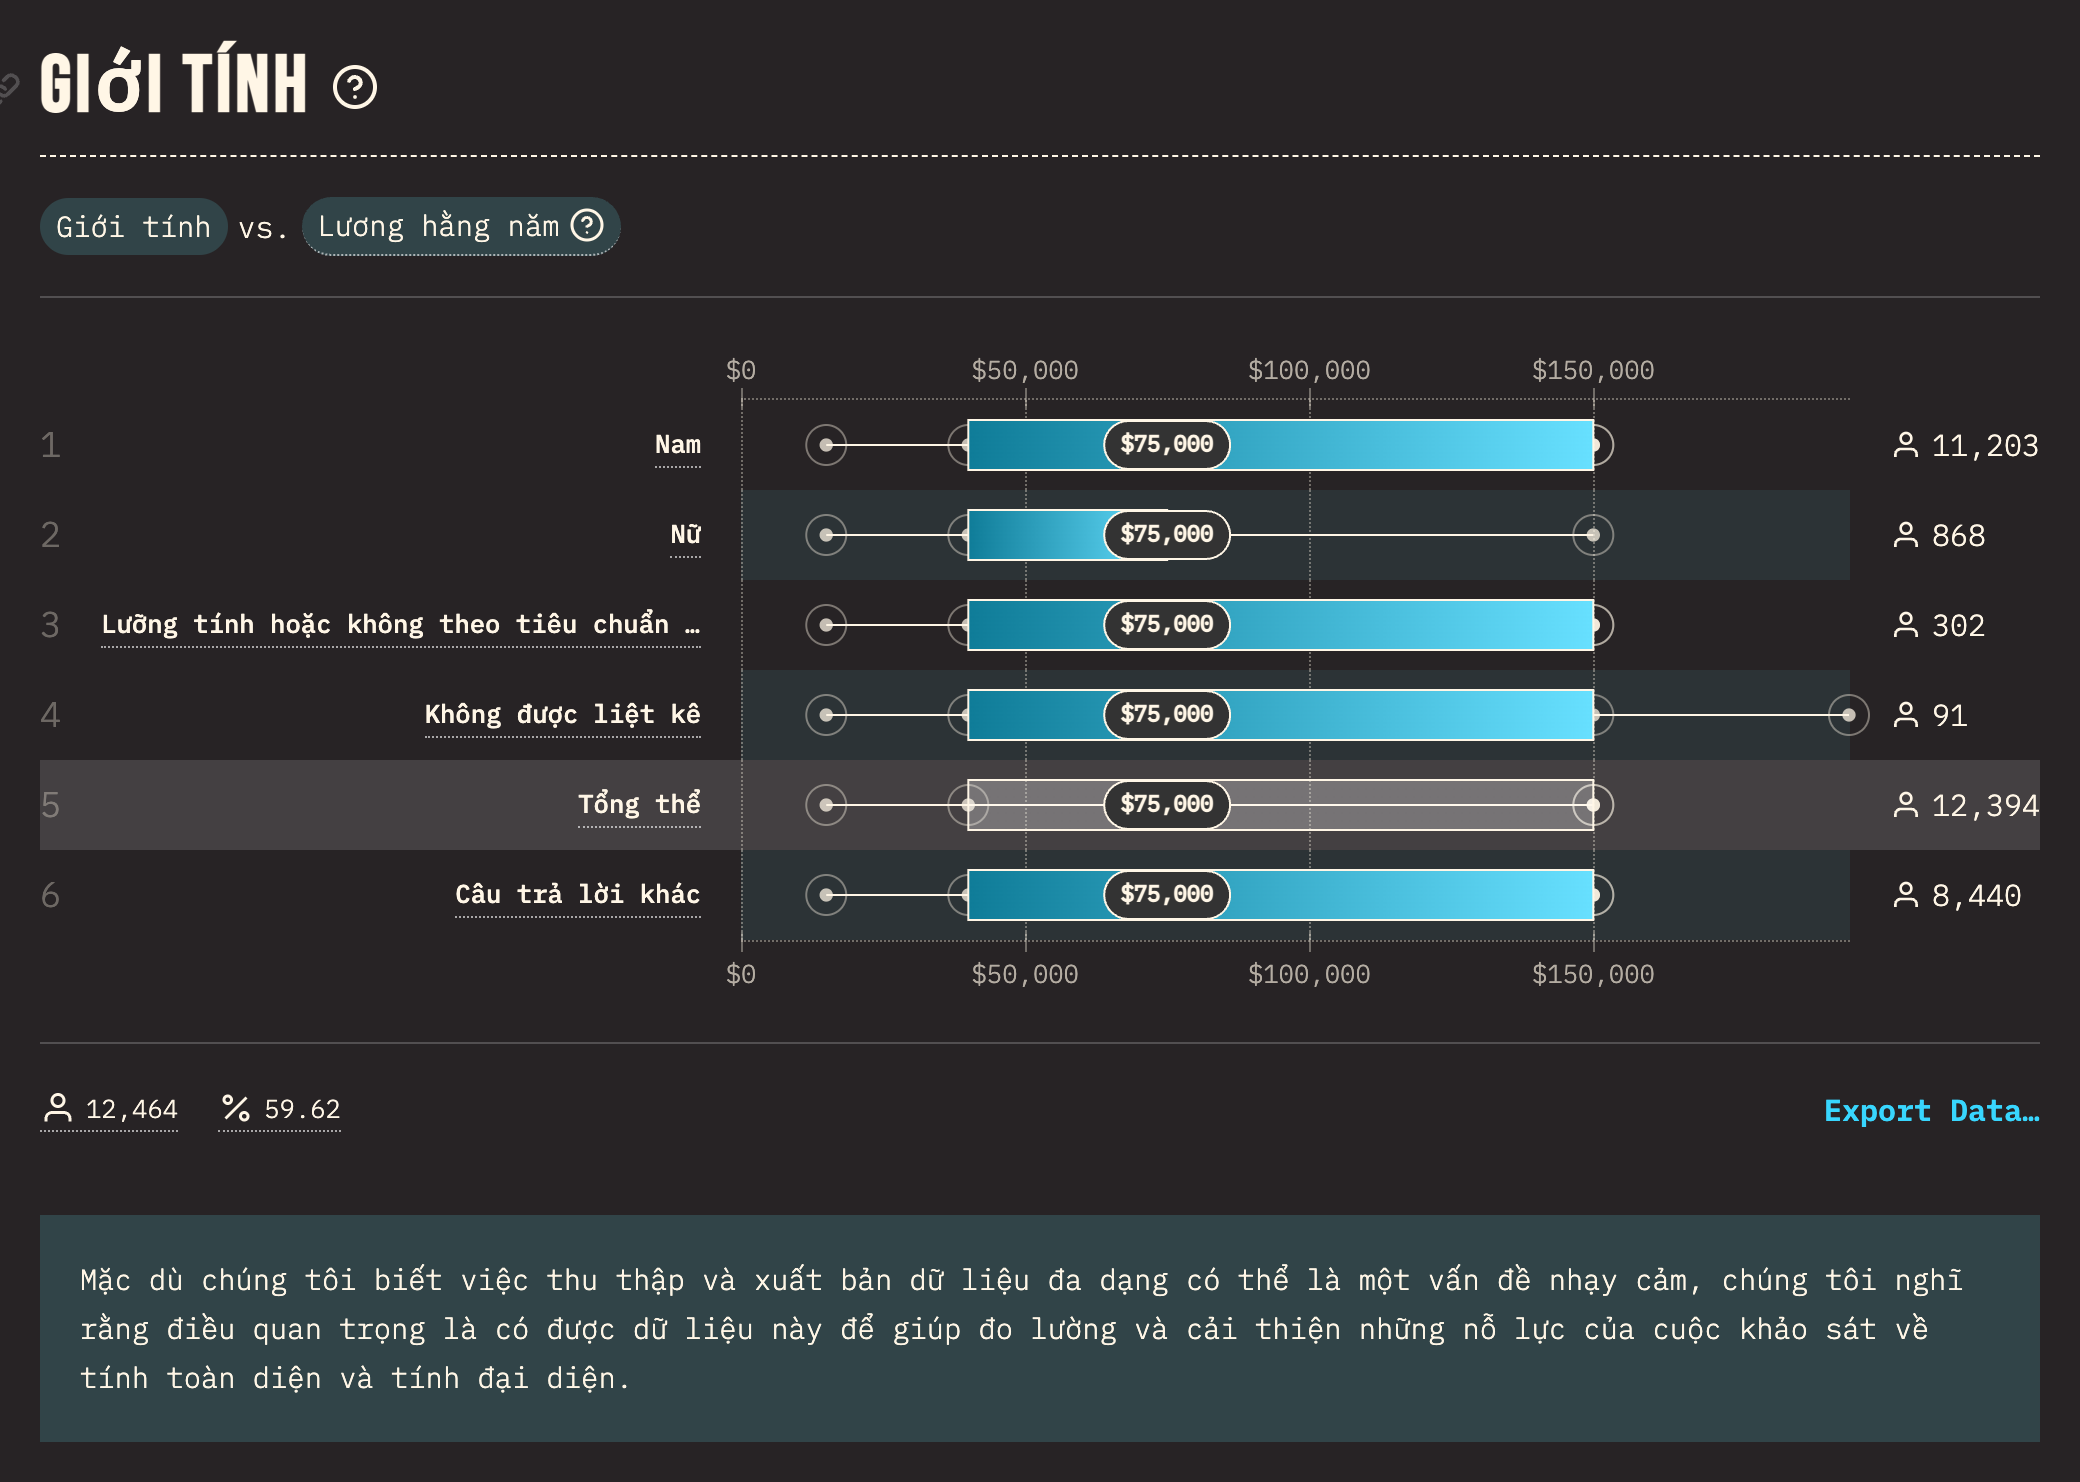 GIỚI TÍNH
Giới tính vs. Lương hằng năm
$0 $50,000 $100,000 $150,000
1 Nam $75,000 11,203
2 Nữ $75,000 868
3 Lưỡng tính hoặc không theo tiêu chuẩn … $75,000 302
4 Không được liệt kê $75,000 91
5 Tổng thể $75,000 12,394
6 Câu trả lời khác $75,000 8,440
$0 $50,000 $100,000 $150,000
12,464 % 59.62 Export Data…
Mặc dù chúng tôi biết việc thu thập và xuất bản dữ liệu đa dạng có thể là một vấn đề nhạy cảm, chúng tôi nghĩ
rằng điều quan trọng là có được dữ liệu này để giúp đo lường và cải thiện những nỗ lực của cuộc khảo sát về
tính toàn diện và tính đại diện.